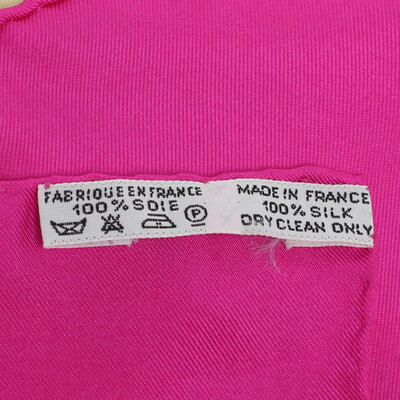 FABRIQUE EN FRANCE
100% SOIE
P
MADE IN FRANCE
100% SILK
DRY CLEAN ONLY